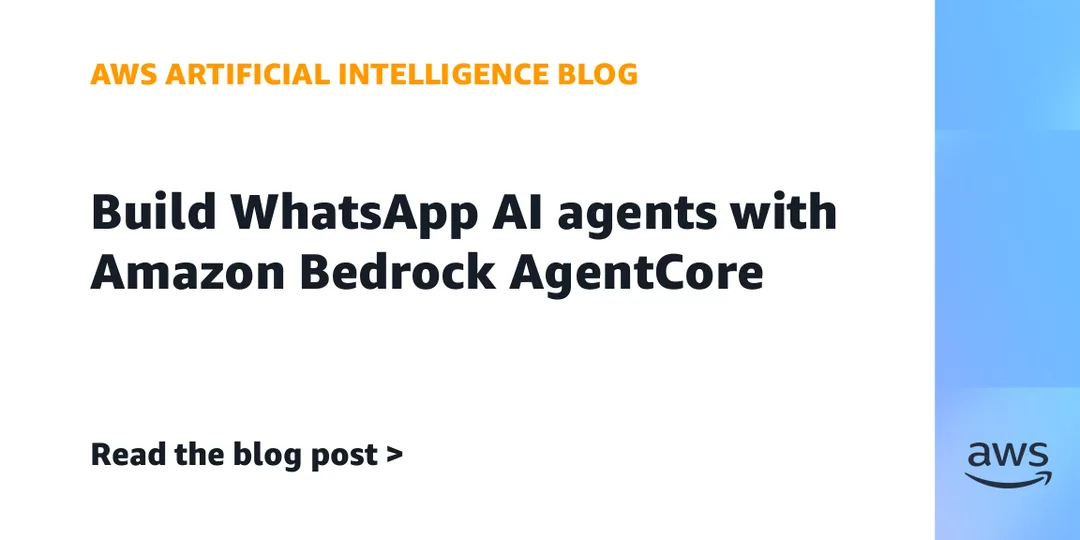 AWS ARTIFICIAL INTELLIGENCE BLOG
Build WhatsApp AI agents with
Amazon Bedrock AgentCore
Read the blog post >
aws